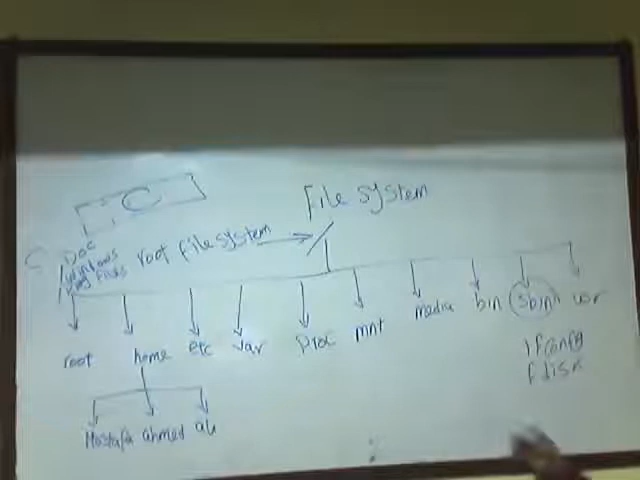 File system
C
C
Doc
/windows
/Prog Files
root file system → /
root
home
etc
var
Proc
mnt
media
bin
sbin
usr
ifconfig
fdisk
Mostafa
ahmed
ali